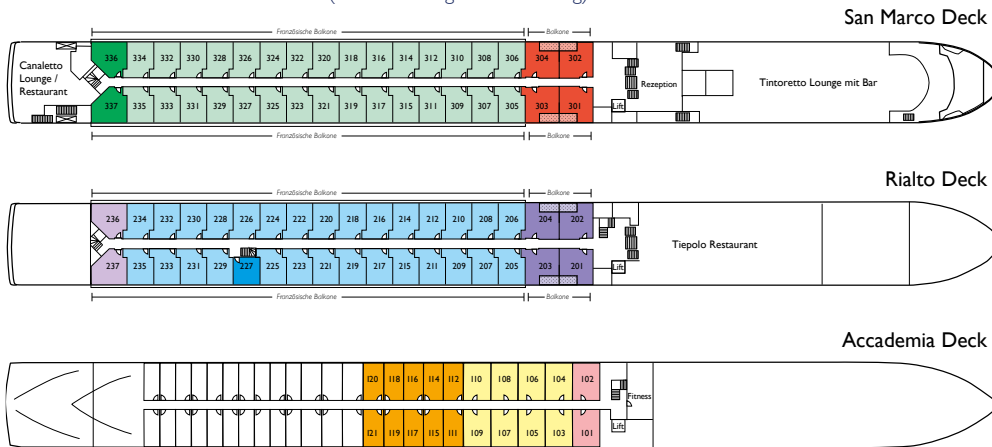 San Marco Deck
Französische Balkone
Balkone
Canaletto
Lounge /
Restaurant
336 334 332 330 328 326 324 322 320 318 316 314 312 310 308 306 304 302
337 335 333 331 329 327 325 323 321 319 317 315 311 309 307 305 303 301
Rezeption
Lift
Tintoretto Lounge mit Bar
Französische Balkone
Balkone
Rialto Deck
Französische Balkone
Balkone
236 234 232 230 228 226 224 222 220 218 216 214 212 210 208 206 204 202
237 235 233 231 229 227 225 223 221 219 217 215 211 209 207 205 203 201
Lift
Tiepolo Restaurant
Französische Balkone
Balkone
Accademia Deck
120 118 116 114 112 110 108 106 104 102
121 119 117 115 111 109 107 105 103 101
Fitness
Lift